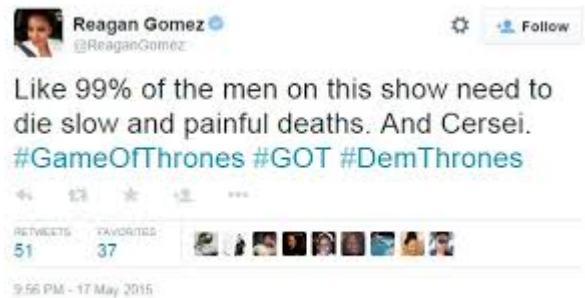 Reagan Gomez
@ReaganGomez
Follow
Like 99% of the men on this show need to
die slow and painful deaths. And Cersei.
#GameOfThrones #GOT #DemThrones
RETWEETS FAVORITES
51 37
9:56 PM - 17 May 2015